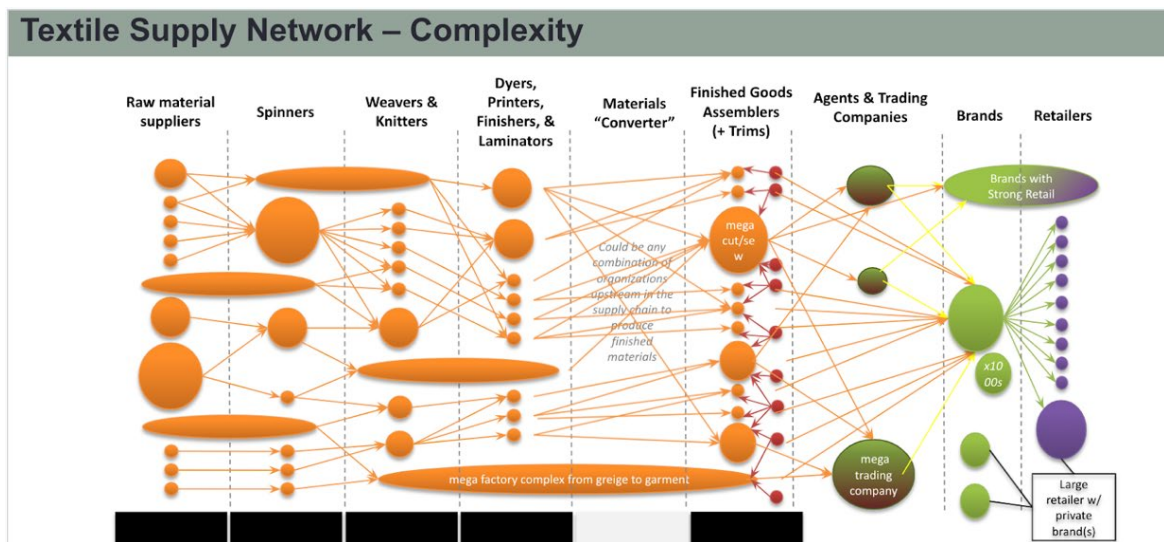 Textile Supply Network – Complexity
Raw material
suppliers
Spinners
Weavers &
Knitters
Dyers,
Printers,
Finishers, &
Laminators
Materials
“Converter”
Finished Goods
Assemblers
(+ Trims)
Agents & Trading
Companies
Brands
Retailers
Brands with
Strong Retail
mega
cut/se
w
Could be any
combination of
organizations
upstream in the
supply chain to
produce
finished
materials
x10
00s
mega factory complex from greige to garment
mega
trading
company
Large
retailer w/
private
brand(s)